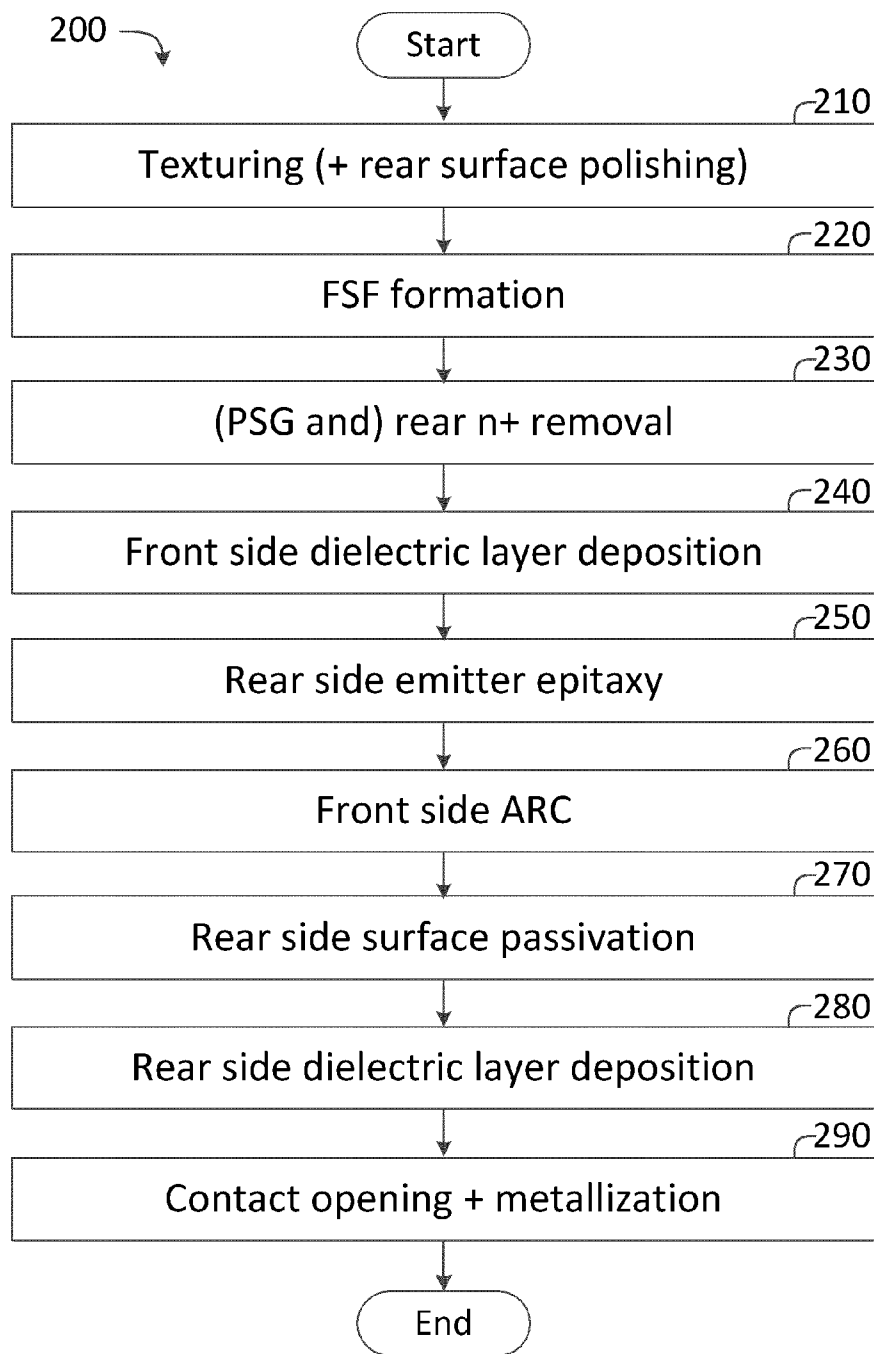 200
Start
210
Texturing (+ rear surface polishing)
220
FSF formation
230
(PSG and) rear n+ removal
240
Front side dielectric layer deposition
250
Rear side emitter epitaxy
260
Front side ARC
270
Rear side surface passivation
280
Rear side dielectric layer deposition
290
Contact opening + metallization
End